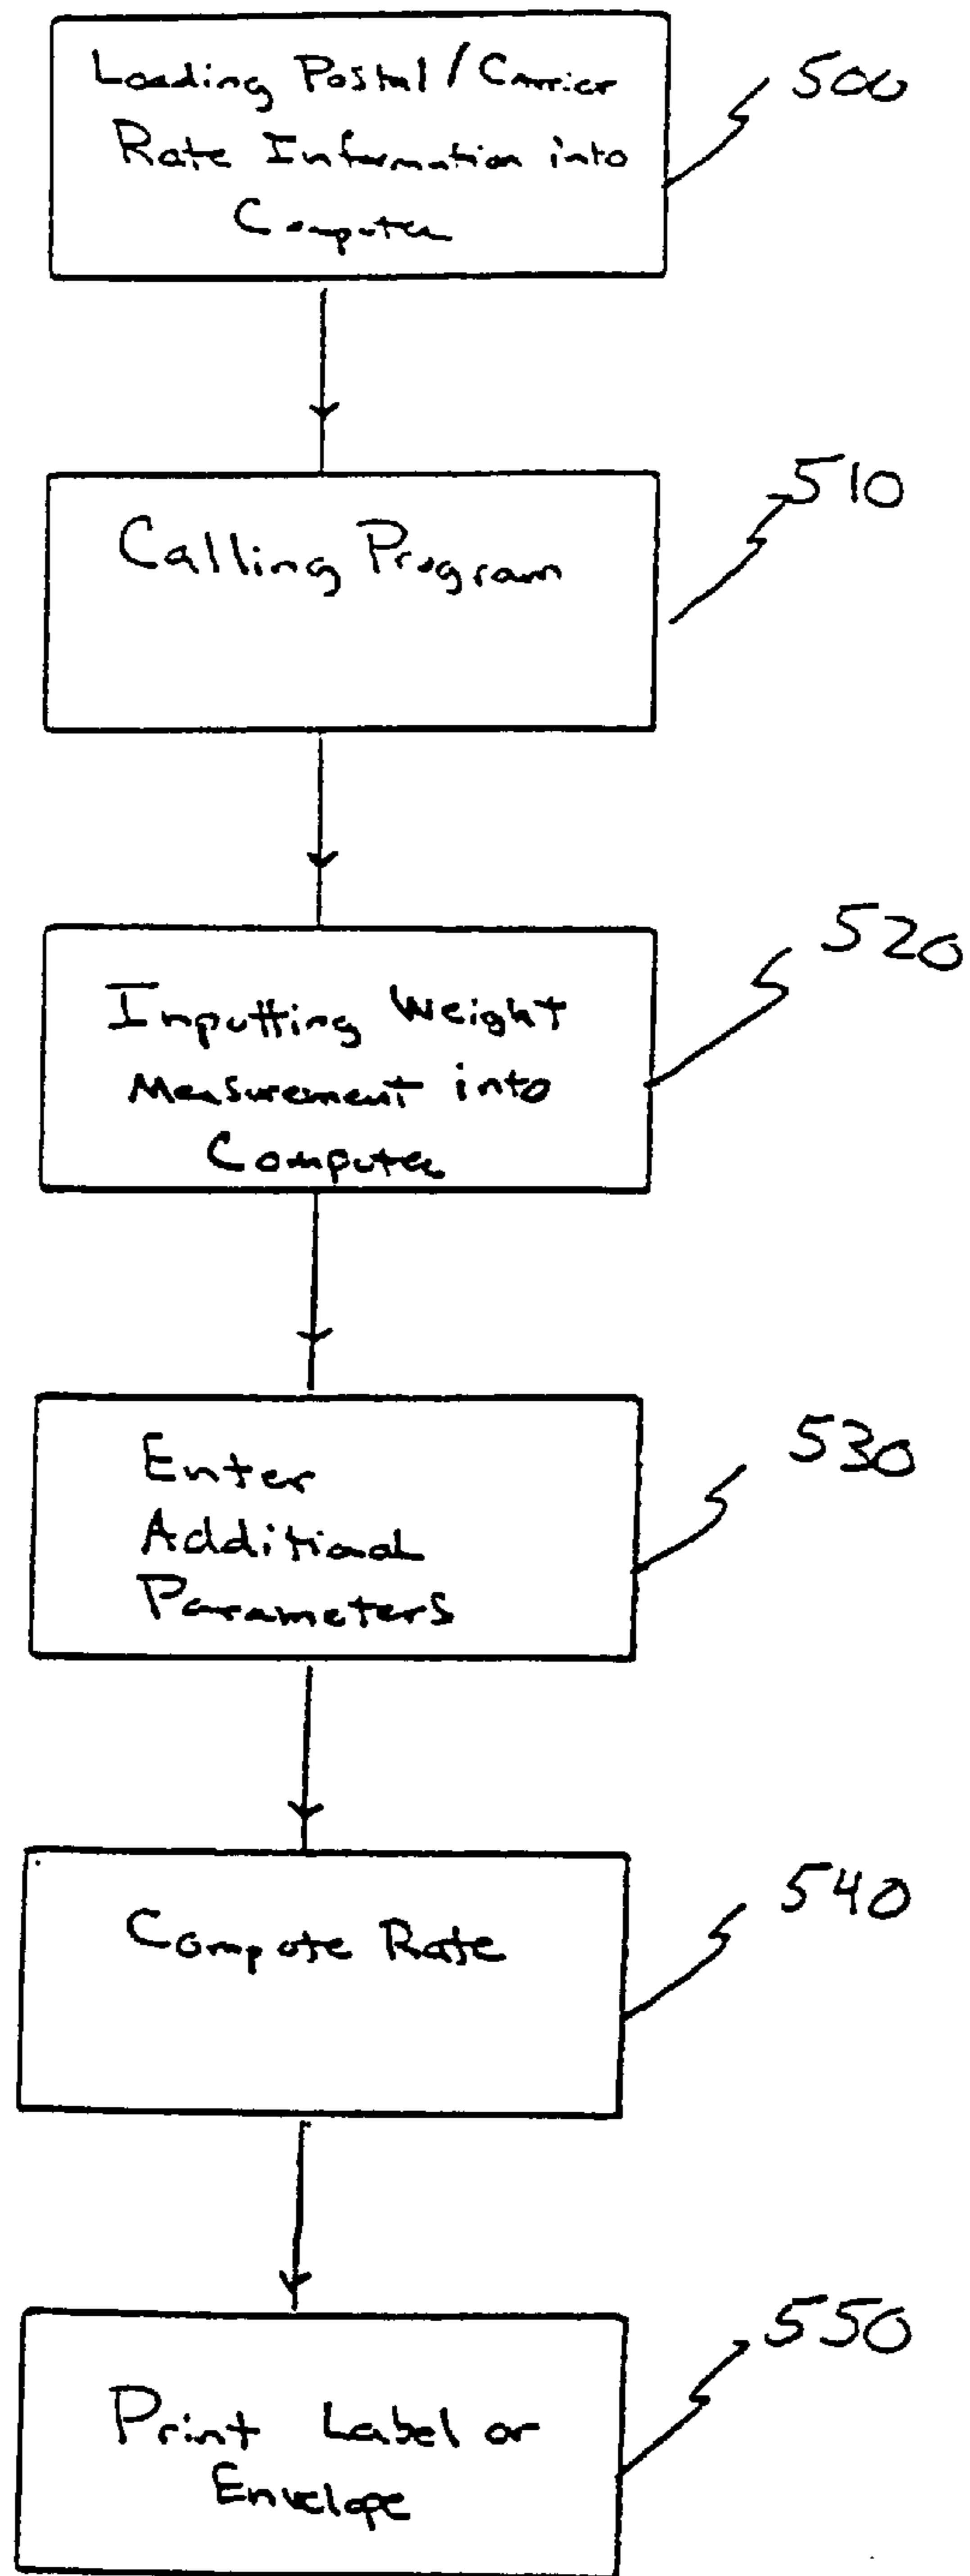 Loading Postal / Carrier
Rate Information into
Computer
500
Calling Program
510
Inputting Weight
Measurement into
Computer
520
Enter
Additional
Parameters
530
Compute Rate
540
Print Label or
Envelope
550